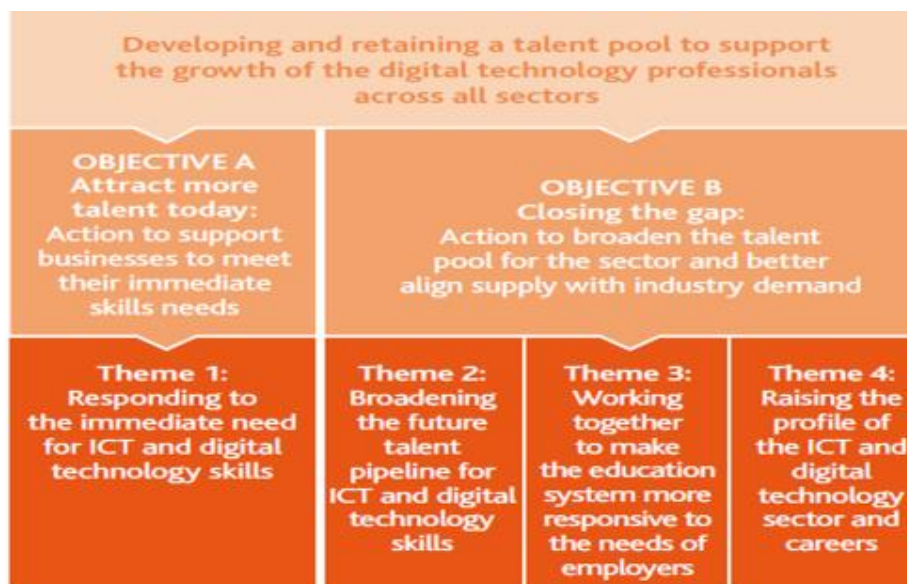 Developing and retaining a talent pool to support
the growth of the digital technology professionals
across all sectors
OBJECTIVE A
Attract more
talent today:
Action to support
businesses to meet
their immediate
skills needs
OBJECTIVE B
Closing the gap:
Action to broaden the talent
pool for the sector and better
align supply with industry demand
Theme 1:
Responding to
the immediate need
for ICT and digital
technology skills
Theme 2:
Broadening
the future
talent
pipeline for
ICT and digital
technology
skills
Theme 3:
Working
together
to make
the education
system more
responsive to
the needs of
employers
Theme 4:
Raising the
profile of
the ICT and
digital
technology
sector and
careers